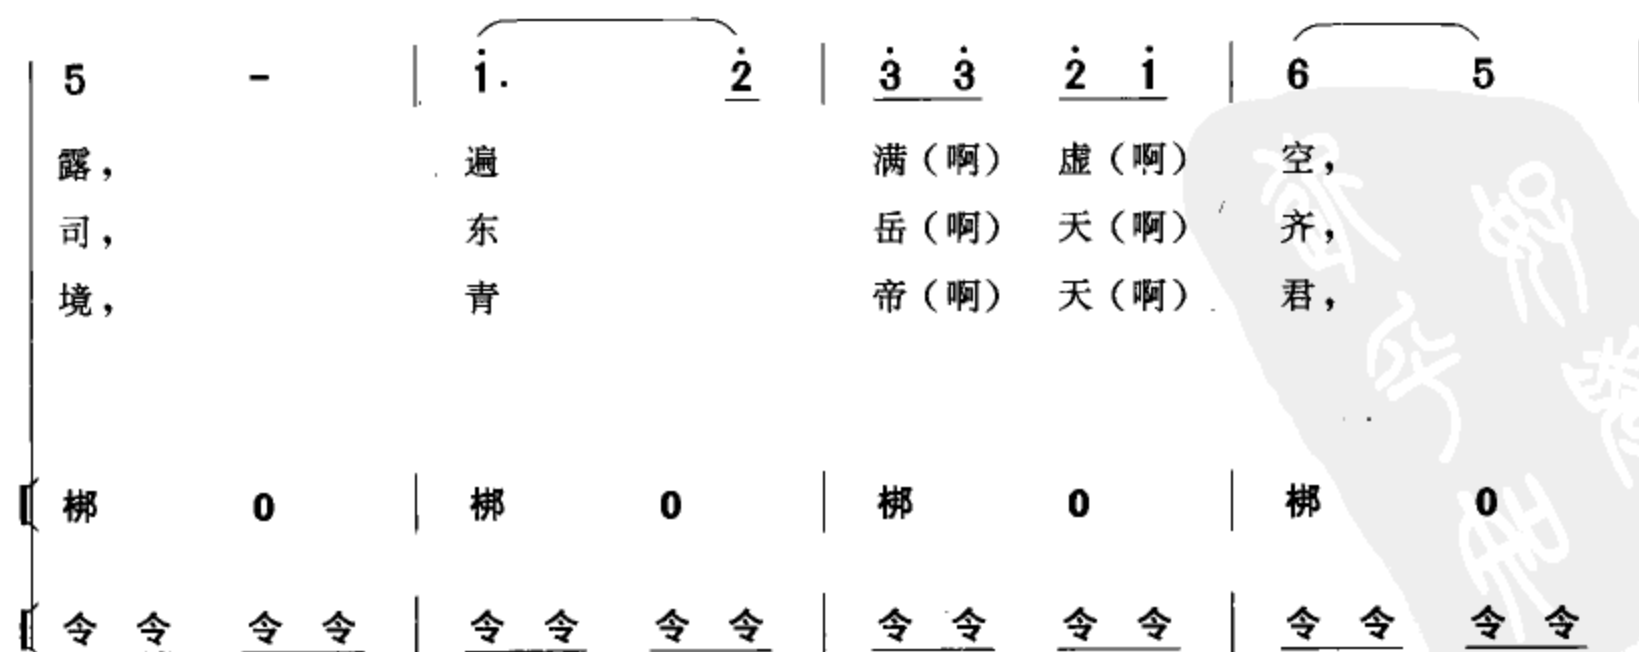 5 - | 1̇. 2̇ | 3̇ 3̇ 2̇ 1̇ | 6 5
露， 遍 满（啊） 虚（啊） 空，
司， 东 岳（啊） 天（啊） 齐，
境， 青 帝（啊） 天（啊） 君，
梆 0 | 梆 0 | 梆 0 | 梆 0
令 令 令 令 | 令 令 令 令 | 令 令 令 令 | 令 令 令 令